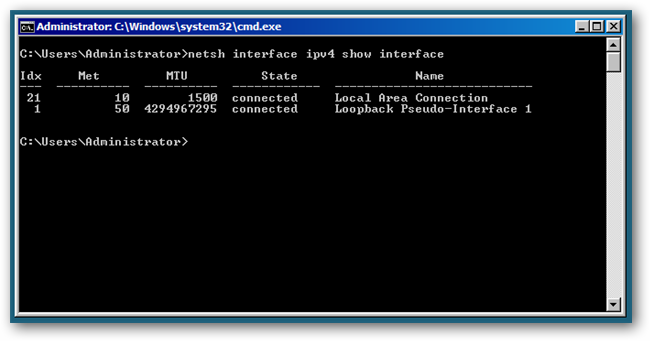 Administrator: C:\Windows\system32\cmd.exe
C:\Users\Administrator>netsh interface ipv4 show interface
Idx     Met         MTU          State                Name
---  ----------  ----------  ------------  ---------------------------
 21          10        1500  connected     Local Area Connection
  1          50  4294967295  connected     Loopback Pseudo-Interface 1
C:\Users\Administrator>